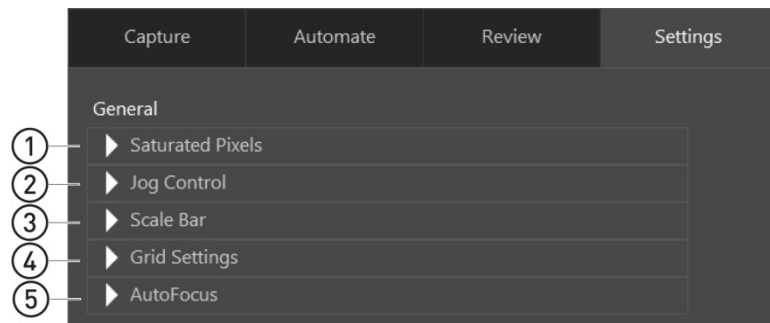 Capture Automate Review Settings
General
1 Saturated Pixels
2 Jog Control
3 Scale Bar
4 Grid Settings
5 AutoFocus